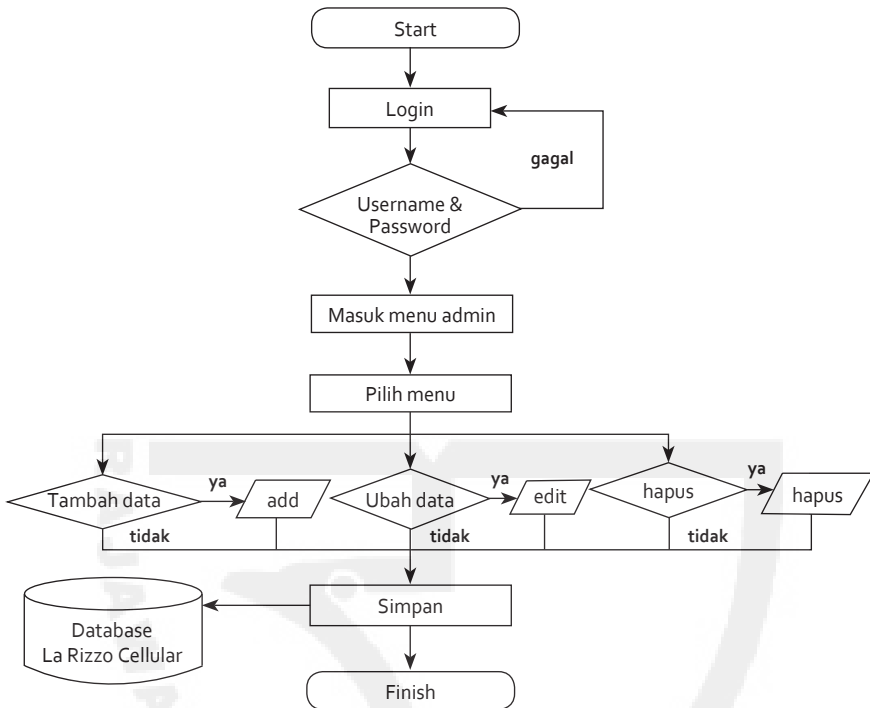 Start
Login
gagal
Username &
Password
Masuk menu admin
Pilih menu
Tambah data
ya
add
Ubah data
ya
edit
hapus
ya
hapus
tidak
tidak
tidak
Simpan
Database
La Rizzo Cellular
Finish